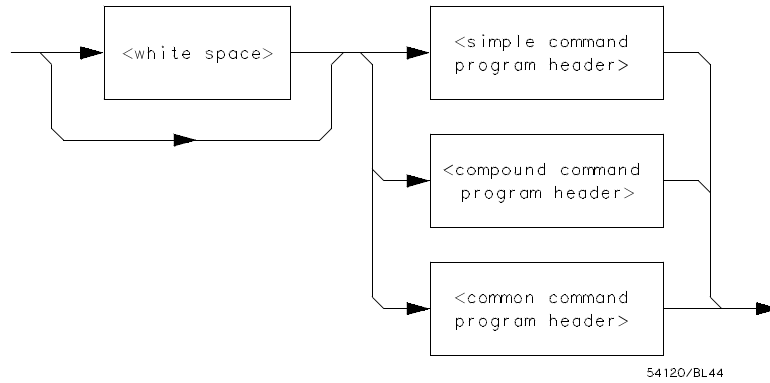 <white space>
<simple command
program header>
<compound command
program header>
<common command
program header>
54120/BL44